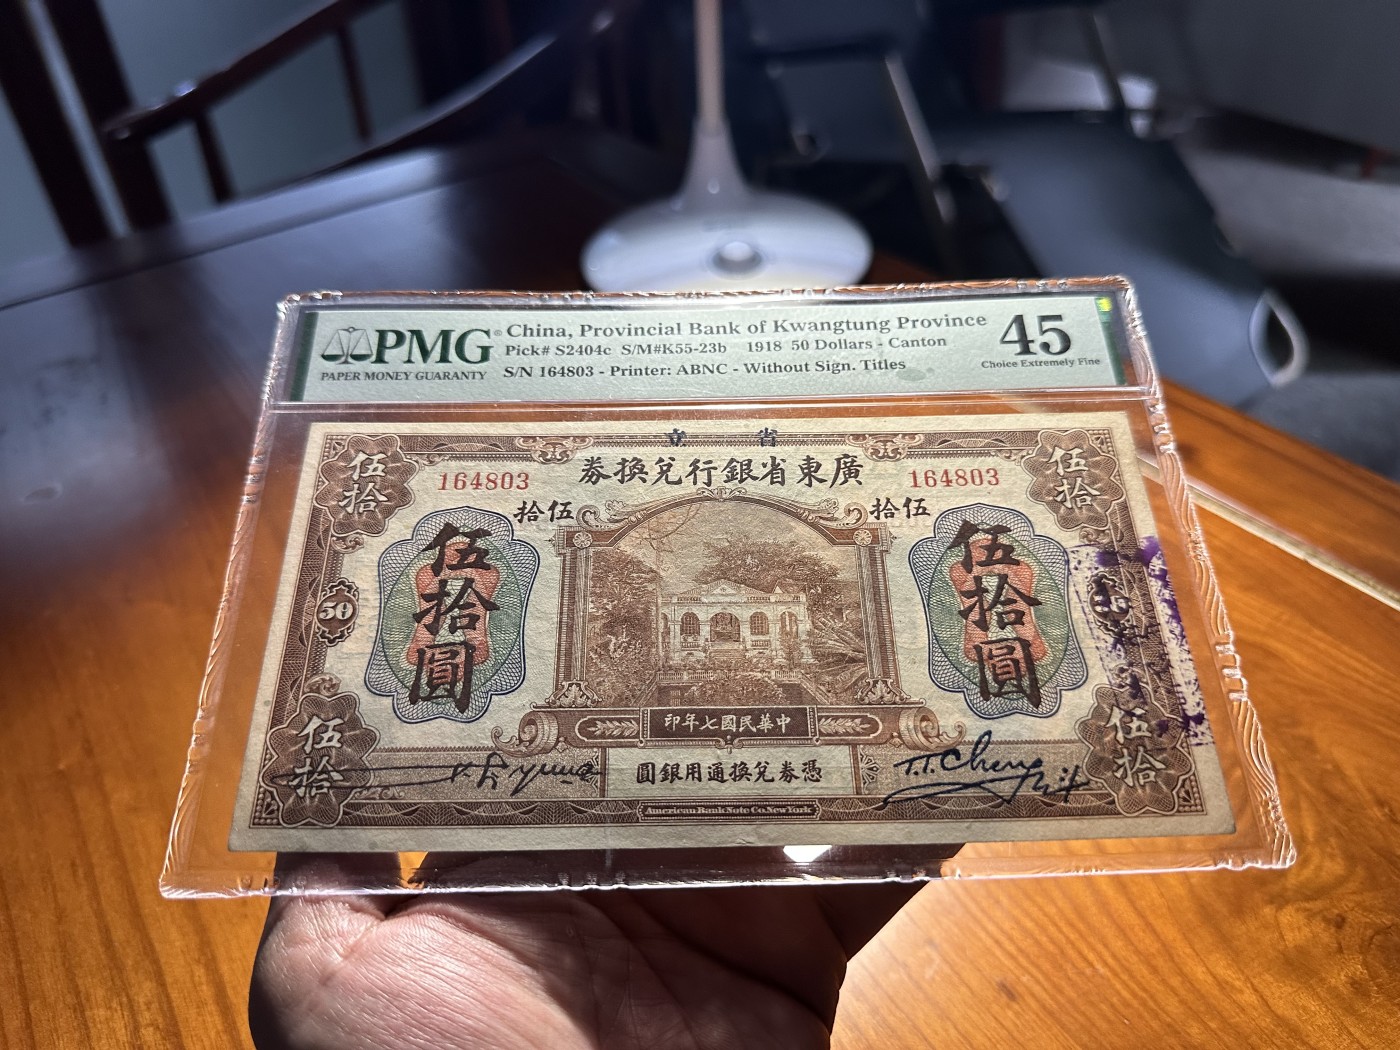 PMG®
PAPER MONEY GUARANTY
China, Provincial Bank of Kwangtung Province
Pick# S2404c S/M#K55-23b 1918 50 Dollars - Canton
S/N 164803 - Printer: ABNC - Without Sign. Titles
45
Choice Extremely Fine
省立
廣東省銀行兌換券
伍拾
伍拾
164803
164803
伍拾
伍拾
伍拾圓
伍拾圓
50
50
中華民國七年印
憑券兌換通用銀圓
伍拾
伍拾
T.T. Cheng
American Bank Note Co. New York